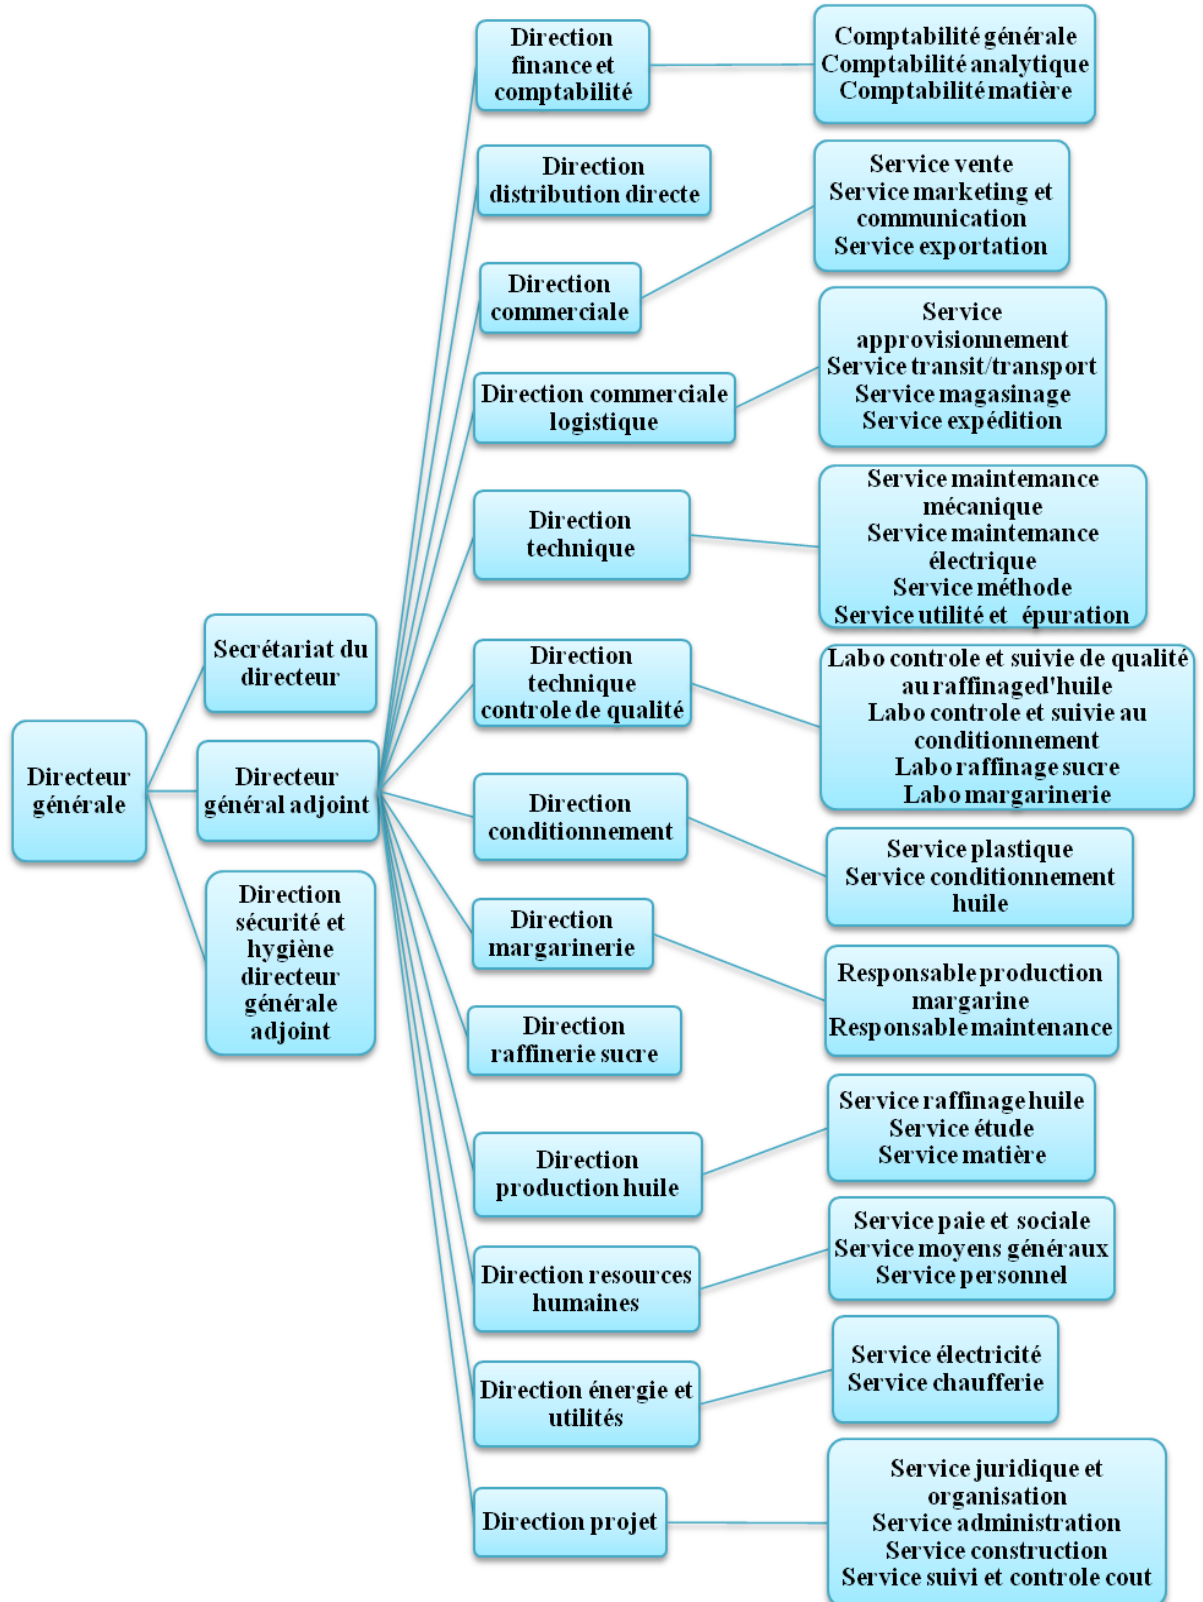 Directeur
générale
Secrétariat du
directeur
Directeur
général adjoint
Direction
sécurité et
hygiène
directeur
générale
adjoint
Direction
finance et
comptabilité
Comptabilité générale
Comptabilité analytique
Comptabilité matière
Direction
distribution directe
Direction
commerciale
Service vente
Service marketing et
communication
Service exportation
Direction commerciale
logistique
Service
approvisionnement
Service transit/transport
Service magasinage
Service expédition
Direction
technique
Service maintemance
mécanique
Service maintemance
électrique
Service méthode
Service utilité et épuration
Direction
technique
controle de qualité
Labo controle et suivie de qualité
au raffinaged'huile
Labo controle et suivie au
conditionnement
Labo raffinage sucre
Labo margarinerie
Direction
conditionnement
Service plastique
Service conditionnement
huile
Direction
margarinerie
Responsable production
margarine
Responsable maintenance
Direction
raffinerie sucre
Direction
production huile
Service raffinage huile
Service étude
Service matière
Direction resources
humaines
Service paie et sociale
Service moyens généraux
Service personnel
Direction énergie et
utilités
Service électricité
Service chaufferie
Direction projet
Service juridique et
organisation
Service administration
Service construction
Service suivi et controle cout